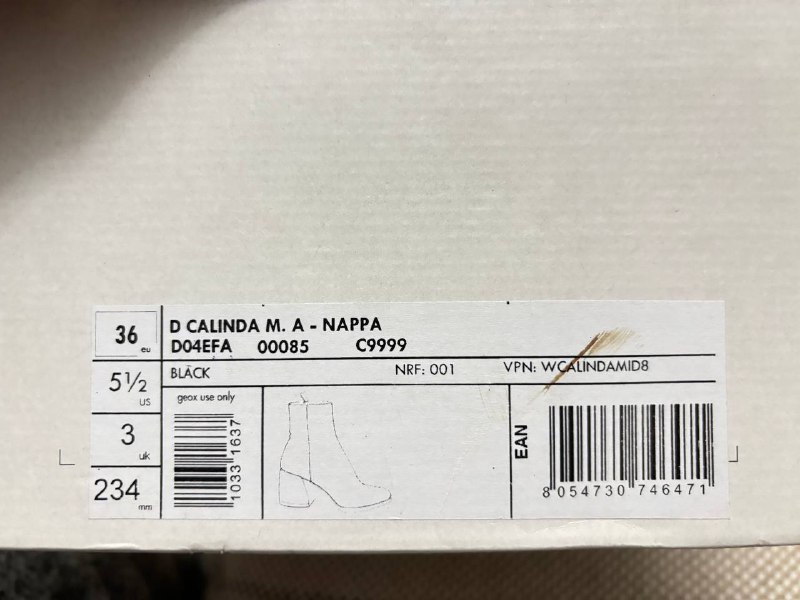 36 eu
D CALINDA M. A - NAPPA
D04EFA 00085 C9999
5½ US
BLACK NRF: 001 VPN: WCALINDAMID8
geox use only
3 uk
234 mm
1033 1637
EAN
8 054730 746471